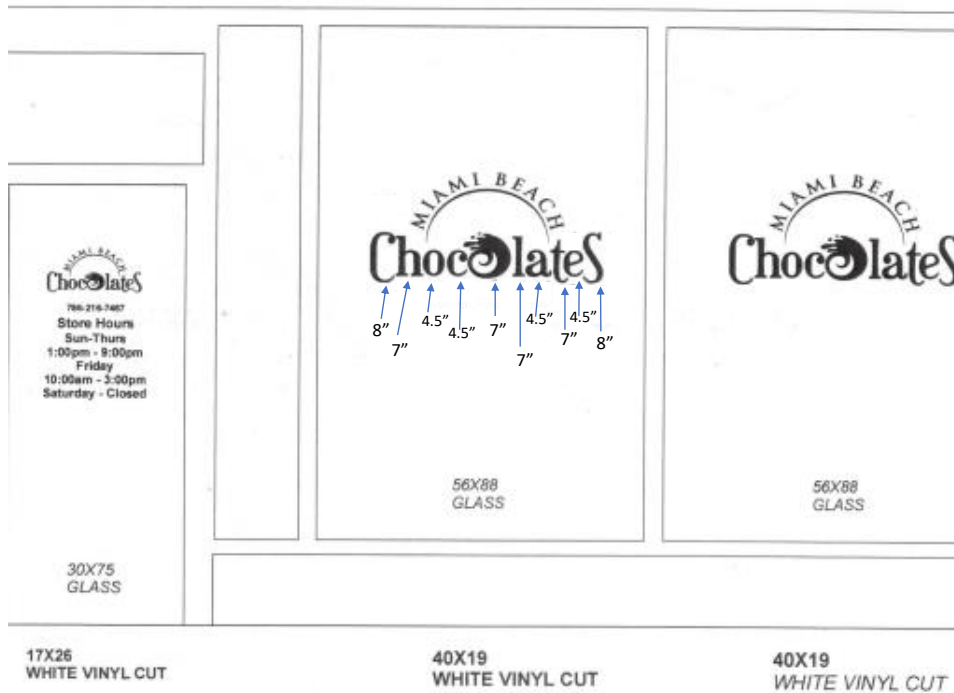 MIAMI BEACH
Chocolates
786-216-7467
Store Hours
Sun-Thurs
1:00pm - 9:00pm
Friday
10:00am - 3:00pm
Saturday - Closed
30X75
GLASS
17X26
WHITE VINYL CUT
MIAMI BEACH
Chocolates
8” 7” 4.5” 4.5” 7” 7” 4.5” 7” 4.5” 8”
56X88
GLASS
40X19
WHITE VINYL CUT
MIAMI BEACH
Chocolates
56X88
GLASS
40X19
WHITE VINYL CUT